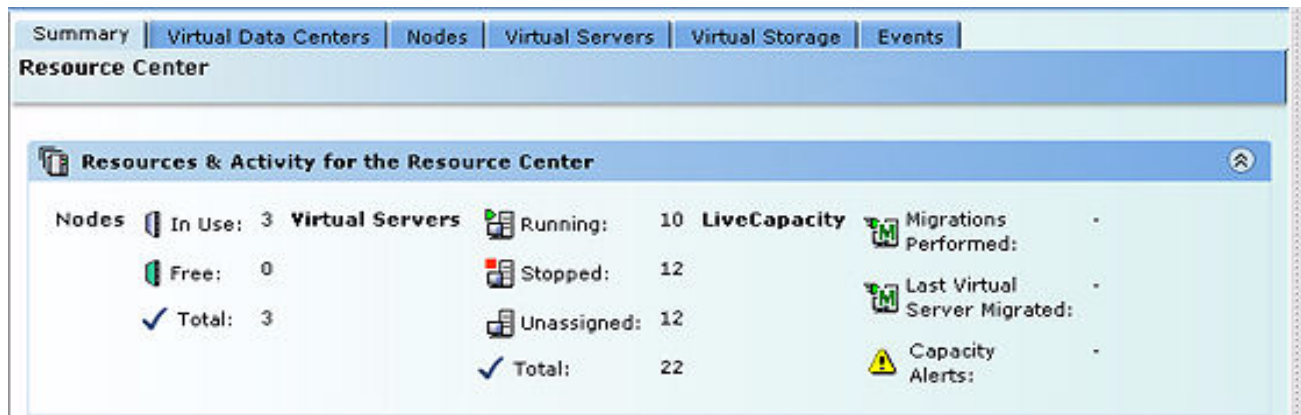 Summary Virtual Data Centers Nodes Virtual Servers Virtual Storage Events
Resource Center
Resources & Activity for the Resource Center
Nodes
In Use: 3
Free: 0
Total: 3
Virtual Servers
Running: 10
Stopped: 12
Unassigned: 12
Total: 22
LiveCapacity
Migrations
Performed: -
Last Virtual
Server Migrated: -
Capacity
Alerts: -